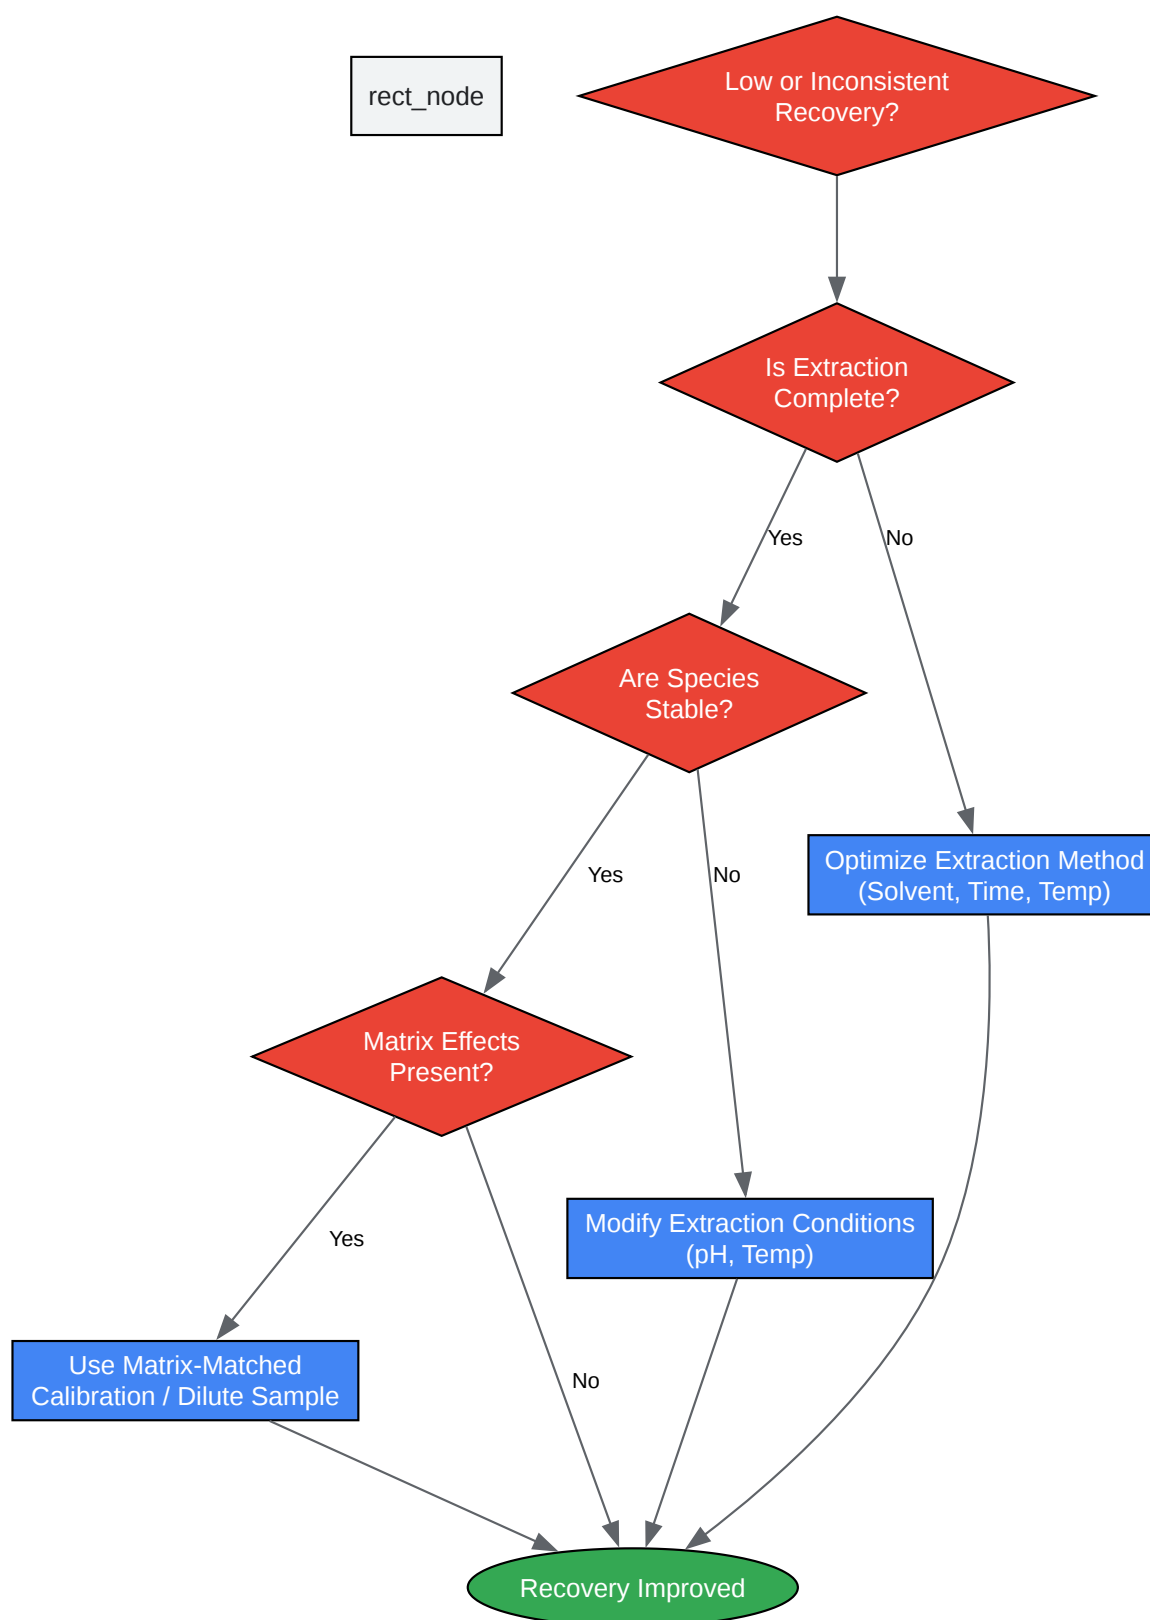 rect_node
Low or Inconsistent
Recovery?
Is Extraction
Complete?
Yes
No
Are Species
Stable?
Optimize Extraction Method
(Solvent, Time, Temp)
Yes
No
Matrix Effects
Present?
Modify Extraction Conditions
(pH, Temp)
Yes
Use Matrix-Matched
Calibration / Dilute Sample
No
Recovery Improved